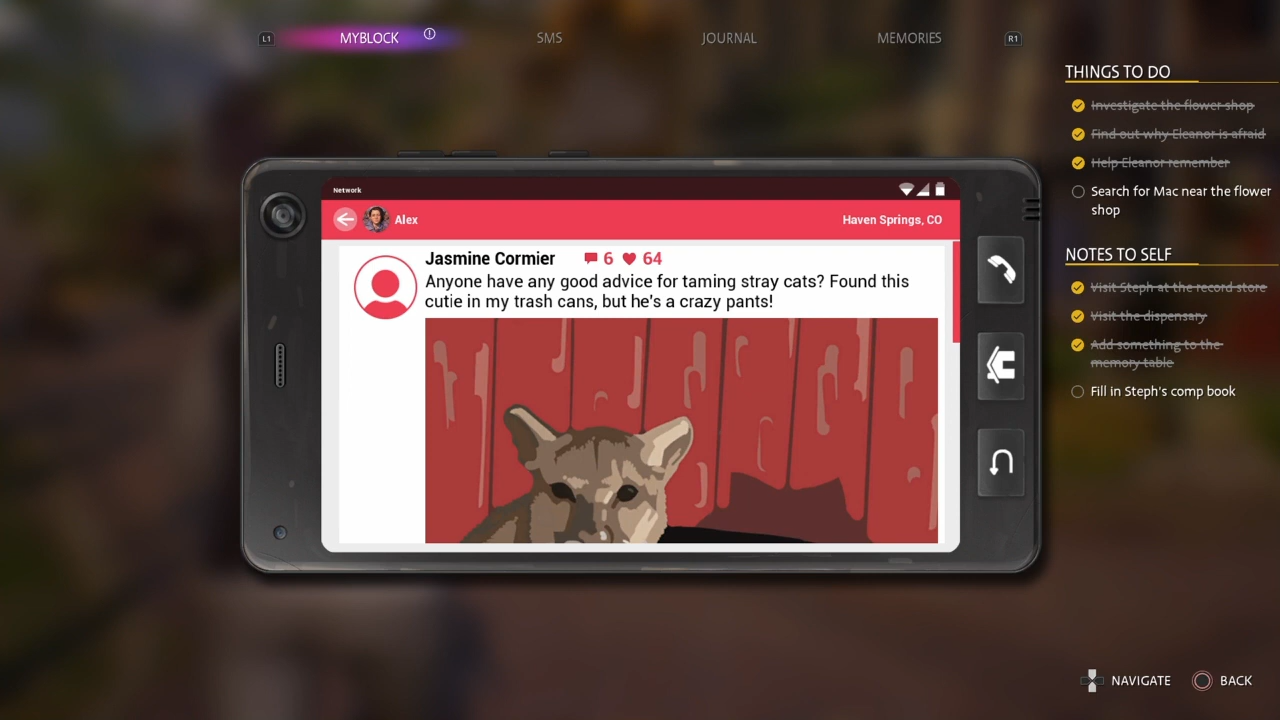 L1
MYBLOCK
SMS
JOURNAL
MEMORIES
R1
THINGS TO DO
Investigate the flower shop
Find out why Eleanor is afraid
Help Eleanor remember
Search for Mac near the flower
shop
NOTES TO SELF
Visit Steph at the record store
Visit the dispensary
Add something to the
memory table
Fill in Steph's comp book
Network
Alex
Haven Springs, CO
Jasmine Cormier 6 64
Anyone have any good advice for taming stray cats? Found this
cutie in my trash cans, but he's a crazy pants!
NAVIGATE
BACK